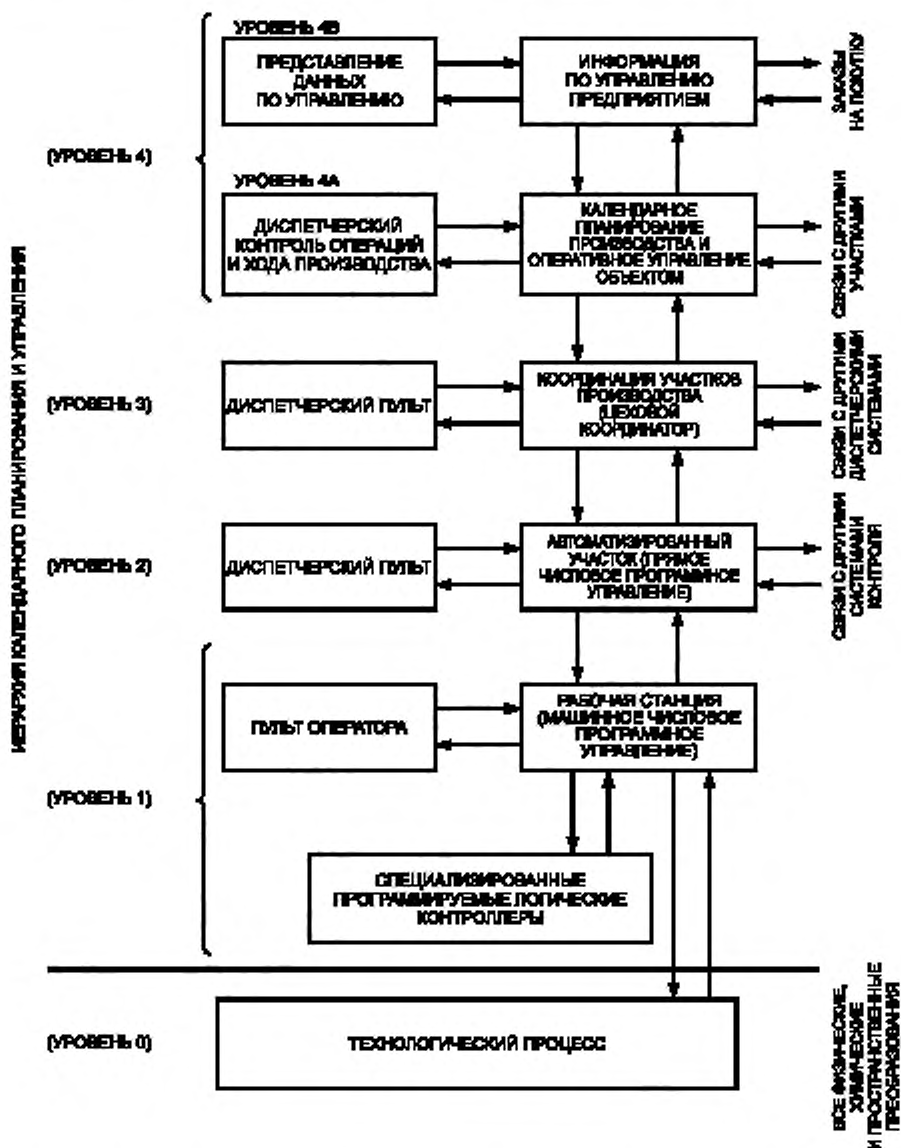 УРОВЕНЬ 4В
ПРЕДСТАВЛЕНИЕ
ДАННЫХ
ПО УПРАВЛЕНИЮ
ИНФОРМАЦИЯ
ПО УПРАВЛЕНИЮ
ПРЕДПРИЯТИЕМ
ЗАКАЗЫ
НА ПОКУПКУ
(УРОВЕНЬ 4)
УРОВЕНЬ 4А
ДИСПЕТЧЕРСКИЙ
КОНТРОЛЬ ОПЕРАЦИЙ
И ХОДА ПРОИЗВОДСТВА
КАЛЕНДАРНОЕ
ПЛАНИРОВАНИЕ
ПРОИЗВОДСТВА И
ОПЕРАТИВНОЕ УПРАВЛЕНИЕ
ОБЪЕКТОМ
СВЯЗИ С ДРУГИМИ
УЧАСТКАМИ
ИЕРАРХИЯ КАЛЕНДАРНОГО ПЛАНИРОВАНИЯ И УПРАВЛЕНИЯ
(УРОВЕНЬ 3)
ДИСПЕТЧЕРСКИЙ ПУЛЬТ
КООРДИНАЦИЯ УЧАСТКОВ
ПРОИЗВОДСТВА
(ЦЕХОВОЙ
КООРДИНАТОР)
СВЯЗИ С ДРУГИМИ
ДИСПЕТЧЕРСКИМИ
СИСТЕМАМИ
(УРОВЕНЬ 2)
ДИСПЕТЧЕРСКИЙ ПУЛЬТ
АВТОМАТИЗИРОВАННЫЙ
УЧАСТОК (ПРЯМОЕ
ЧИСЛОВОЕ ПРОГРАММНОЕ
УПРАВЛЕНИЕ)
СВЯЗИ С ДРУГИМИ
СИСТЕМАМИ
КОНТРОЛЯ
(УРОВЕНЬ 1)
ПУЛЬТ ОПЕРАТОРА
РАБОЧАЯ СТАНЦИЯ
(МАШИННОЕ ЧИСЛОВОЕ
ПРОГРАММНОЕ
УПРАВЛЕНИЕ)
СПЕЦИАЛИЗИРОВАННЫЕ
ПРОГРАММИРУЕМЫЕ ЛОГИЧЕСКИЕ
КОНТРОЛЛЕРЫ
(УРОВЕНЬ 0)
ТЕХНОЛОГИЧЕСКИЙ ПРОЦЕСС
ВСЕ ФИЗИЧЕСКИЕ,
ХИМИЧЕСКИЕ
И ПРОСТРАНСТВЕННЫЕ
ПРЕОБРАЗОВАНИЯ